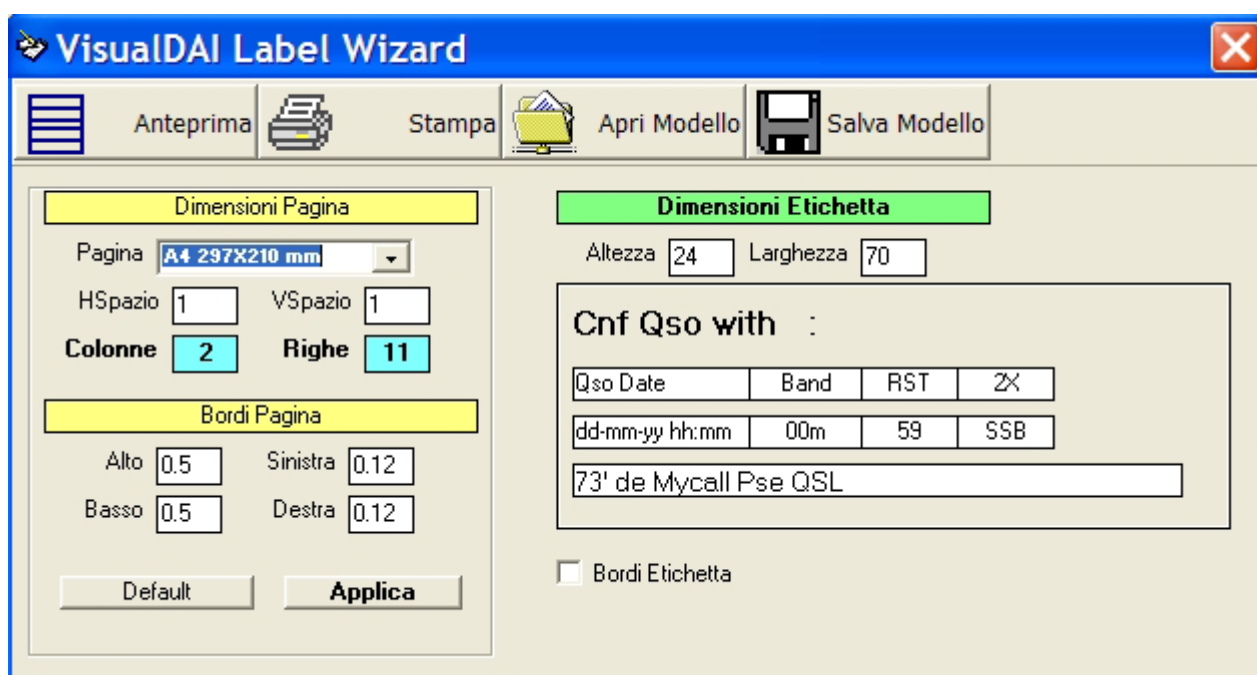 VisualDAI Label Wizard
Anteprima Stampa Apri Modello Salva Modello
Dimensioni Pagina
Pagina A4 297X210 mm
HSpazio 1 VSpazio 1
Colonne 2 Righe 11
Bordi Pagina
Alto 0.5 Sinistra 0.12
Basso 0.5 Destra 0.12
Default Applica
Dimensioni Etichetta
Altezza 24 Larghezza 70
Cnf Qso with :
Qso Date Band RST 2X
dd-mm-yy hh:mm 00m 59 SSB
73' de Mycall Pse QSL
Bordi Etichetta